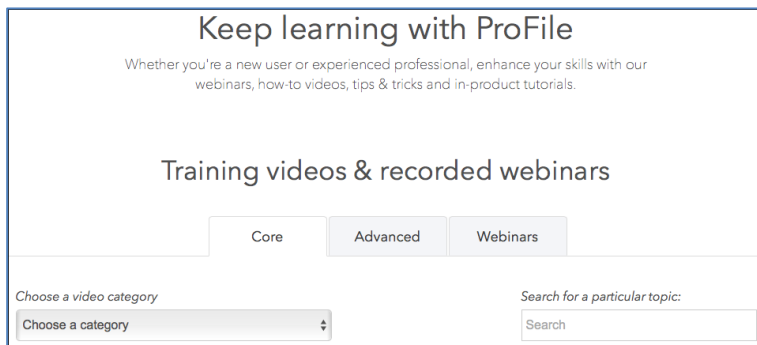 Keep learning with ProFile
Whether you're a new user or experienced professional, enhance your skills with our
webinars, how-to videos, tips & tricks and in-product tutorials.
Training videos & recorded webinars
Core Advanced Webinars
Choose a video category Search for a particular topic:
Choose a category Search